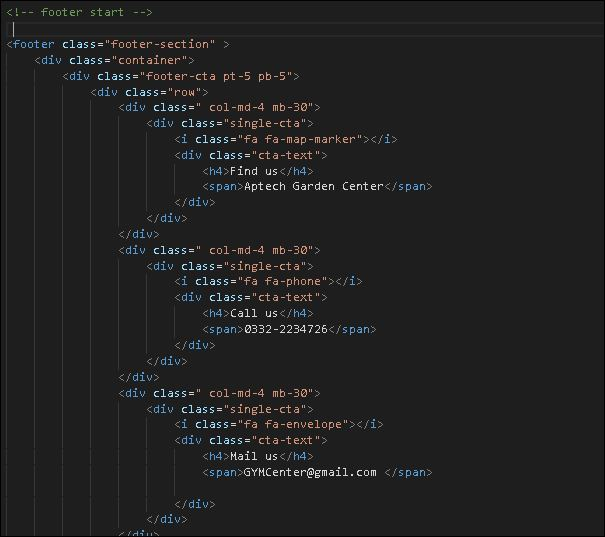 <!-- footer start -->
<footer class="footer-section" >
<div class="container">
<div class="footer-cta pt-5 pb-5">
<div class="row">
<div class=" col-md-4 mb-30">
<div class="single-cta">
<i class="fa fa-map-marker"></i>
<div class="cta-text">
<h4>Find us</h4>
<span>Aptech Garden Center</span>
</div>
</div>
</div>
<div class=" col-md-4 mb-30">
<div class="single-cta">
<i class="fa fa-phone"></i>
<div class="cta-text">
<h4>Call us</h4>
<span>0332-2234726</span>
</div>
</div>
</div>
<div class=" col-md-4 mb-30">
<div class="single-cta">
<i class="fa fa-envelope"></i>
<div class="cta-text">
<h4>Mail us</h4>
<span>GYMCenter@gmail.com </span>
</div>
</div>
</div>